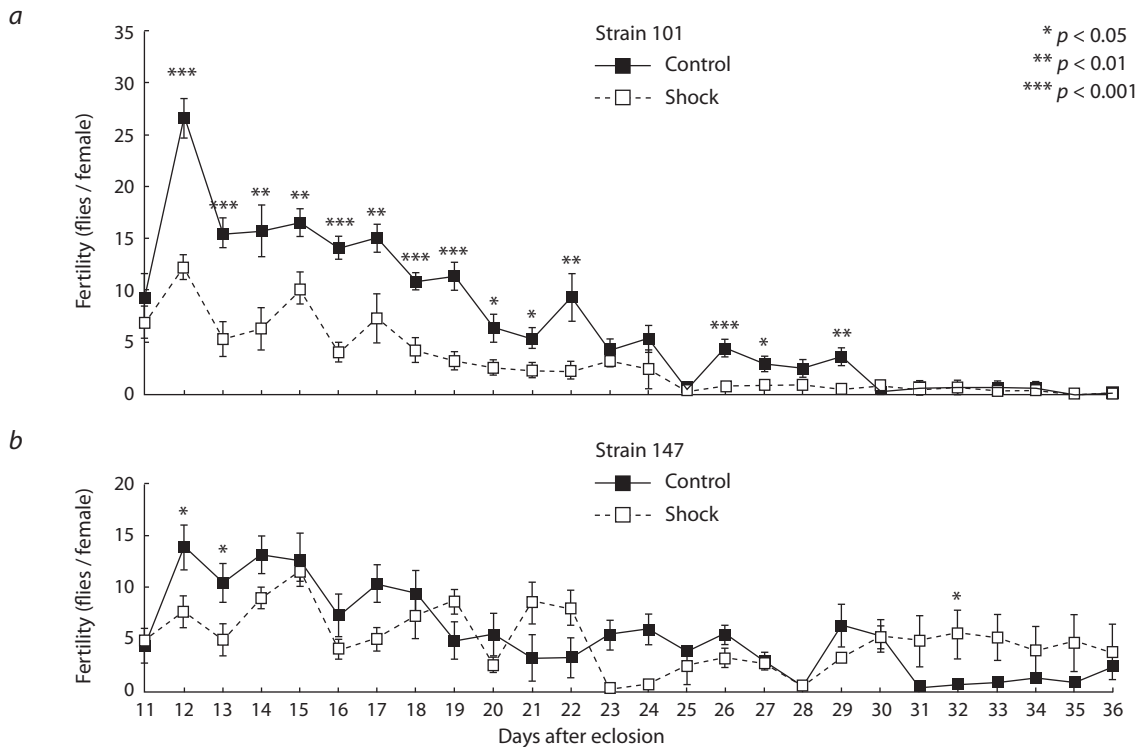 a
35
30
25
20
15
10
5
0
Fertility (flies / female)
Strain 101
Control
Shock
* p < 0.05
** p < 0.01
*** p < 0.001
*** *** ** ** *** ** *** *** * * ** *** * **
b
20
15
10
5
0
Fertility (flies / female)
Strain 147
Control
Shock
* * *
11 12 13 14 15 16 17 18 19 20 21 22 23 24 25 26 27 28 29 30 31 32 33 34 35 36
Days after eclosion